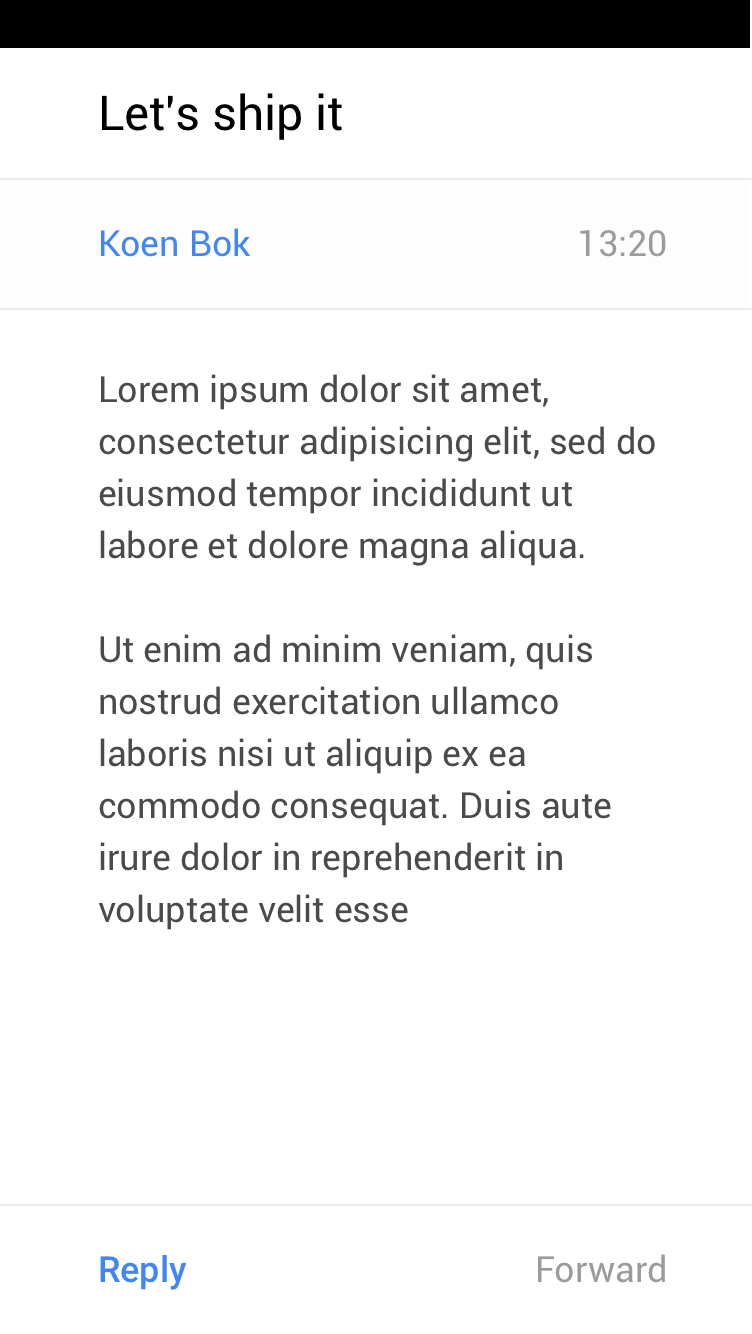 Let's ship it
Koen Bok 13:20
Lorem ipsum dolor sit amet,
consectetur adipisicing elit, sed do
eiusmod tempor incididunt ut
labore et dolore magna aliqua.
Ut enim ad minim veniam, quis
nostrud exercitation ullamco
laboris nisi ut aliquip ex ea
commodo consequat. Duis aute
irure dolor in reprehenderit in
voluptate velit esse
Reply Forward